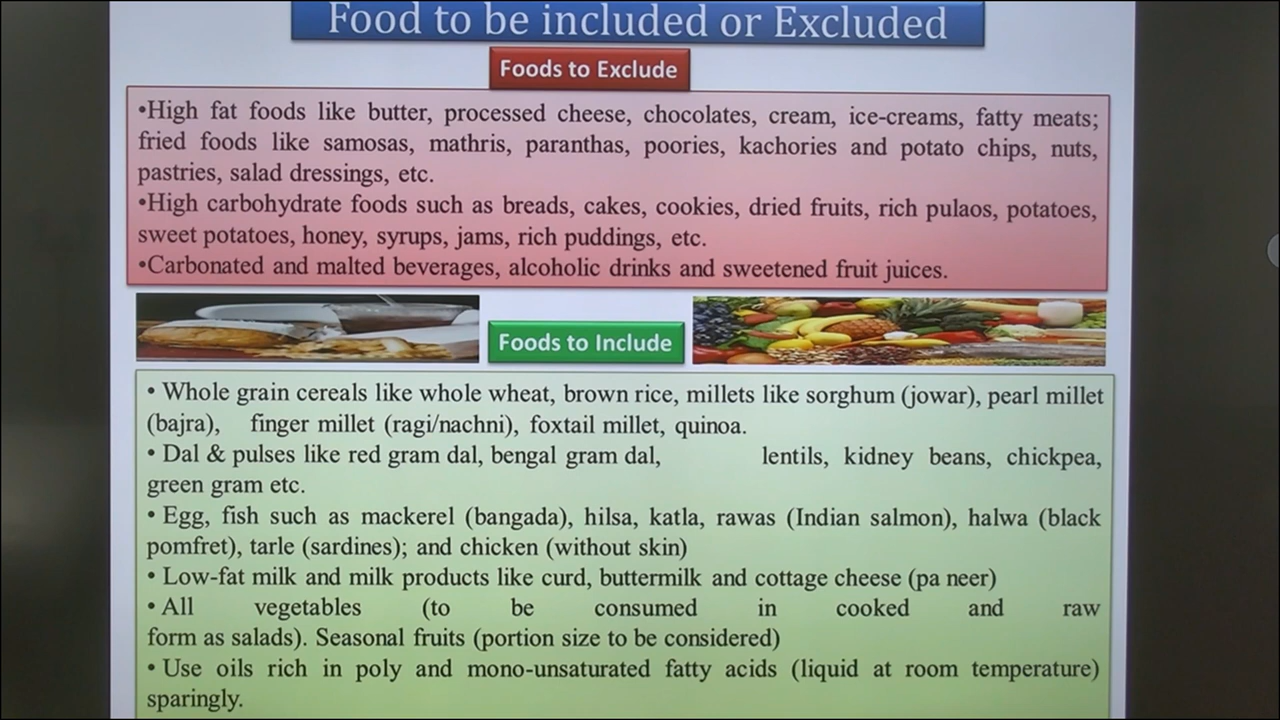 Food to be included or Excluded
Foods to Exclude
•High fat foods like butter, processed cheese, chocolates, cream, ice-creams, fatty meats;
fried foods like samosas, mathris, paranthas, poories, kachories and potato chips, nuts,
pastries, salad dressings, etc.
•High carbohydrate foods such as breads, cakes, cookies, dried fruits, rich pulaos, potatoes,
sweet potatoes, honey, syrups, jams, rich puddings, etc.
•Carbonated and malted beverages, alcoholic drinks and sweetened fruit juices.
Foods to Include
• Whole grain cereals like whole wheat, brown rice, millets like sorghum (jowar), pearl millet
(bajra), finger millet (ragi/nachni), foxtail millet, quinoa.
• Dal & pulses like red gram dal, bengal gram dal, lentils, kidney beans, chickpea,
green gram etc.
• Egg, fish such as mackerel (bangada), hilsa, katla, rawas (Indian salmon), halwa (black
pomfret), tarle (sardines); and chicken (without skin)
• Low-fat milk and milk products like curd, buttermilk and cottage cheese (pa neer)
• All vegetables (to be consumed in cooked and raw
form as salads). Seasonal fruits (portion size to be considered)
• Use oils rich in poly and mono-unsaturated fatty acids (liquid at room temperature)
sparingly.